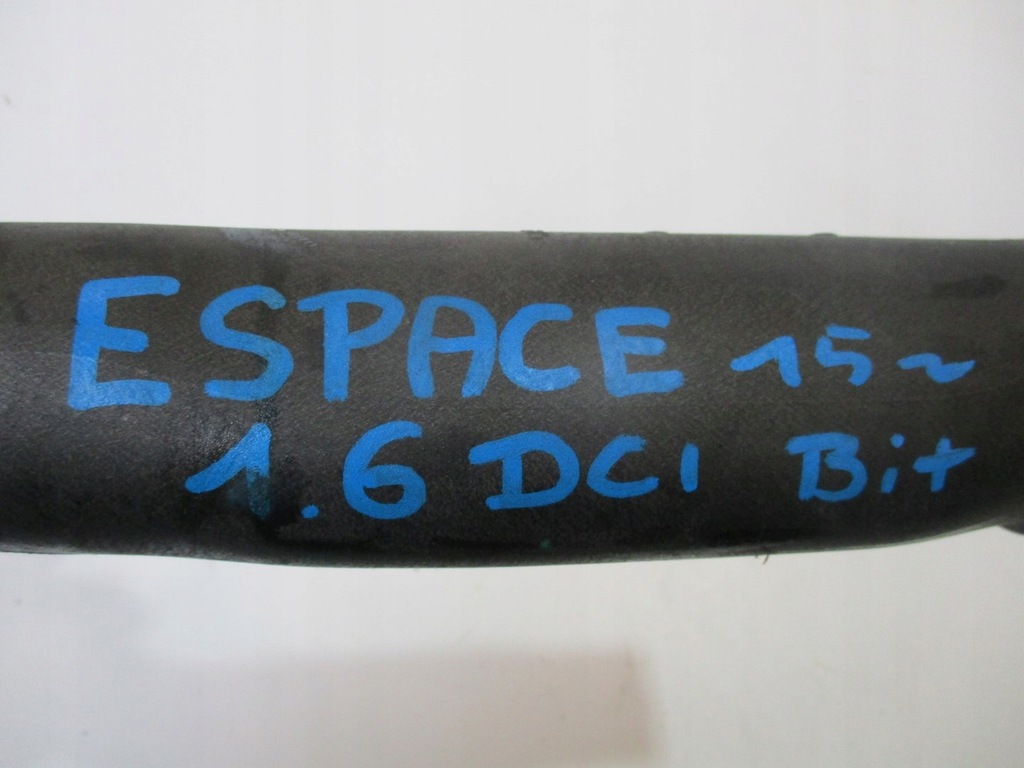 ESPACE 15~
1.6 DCI Bit